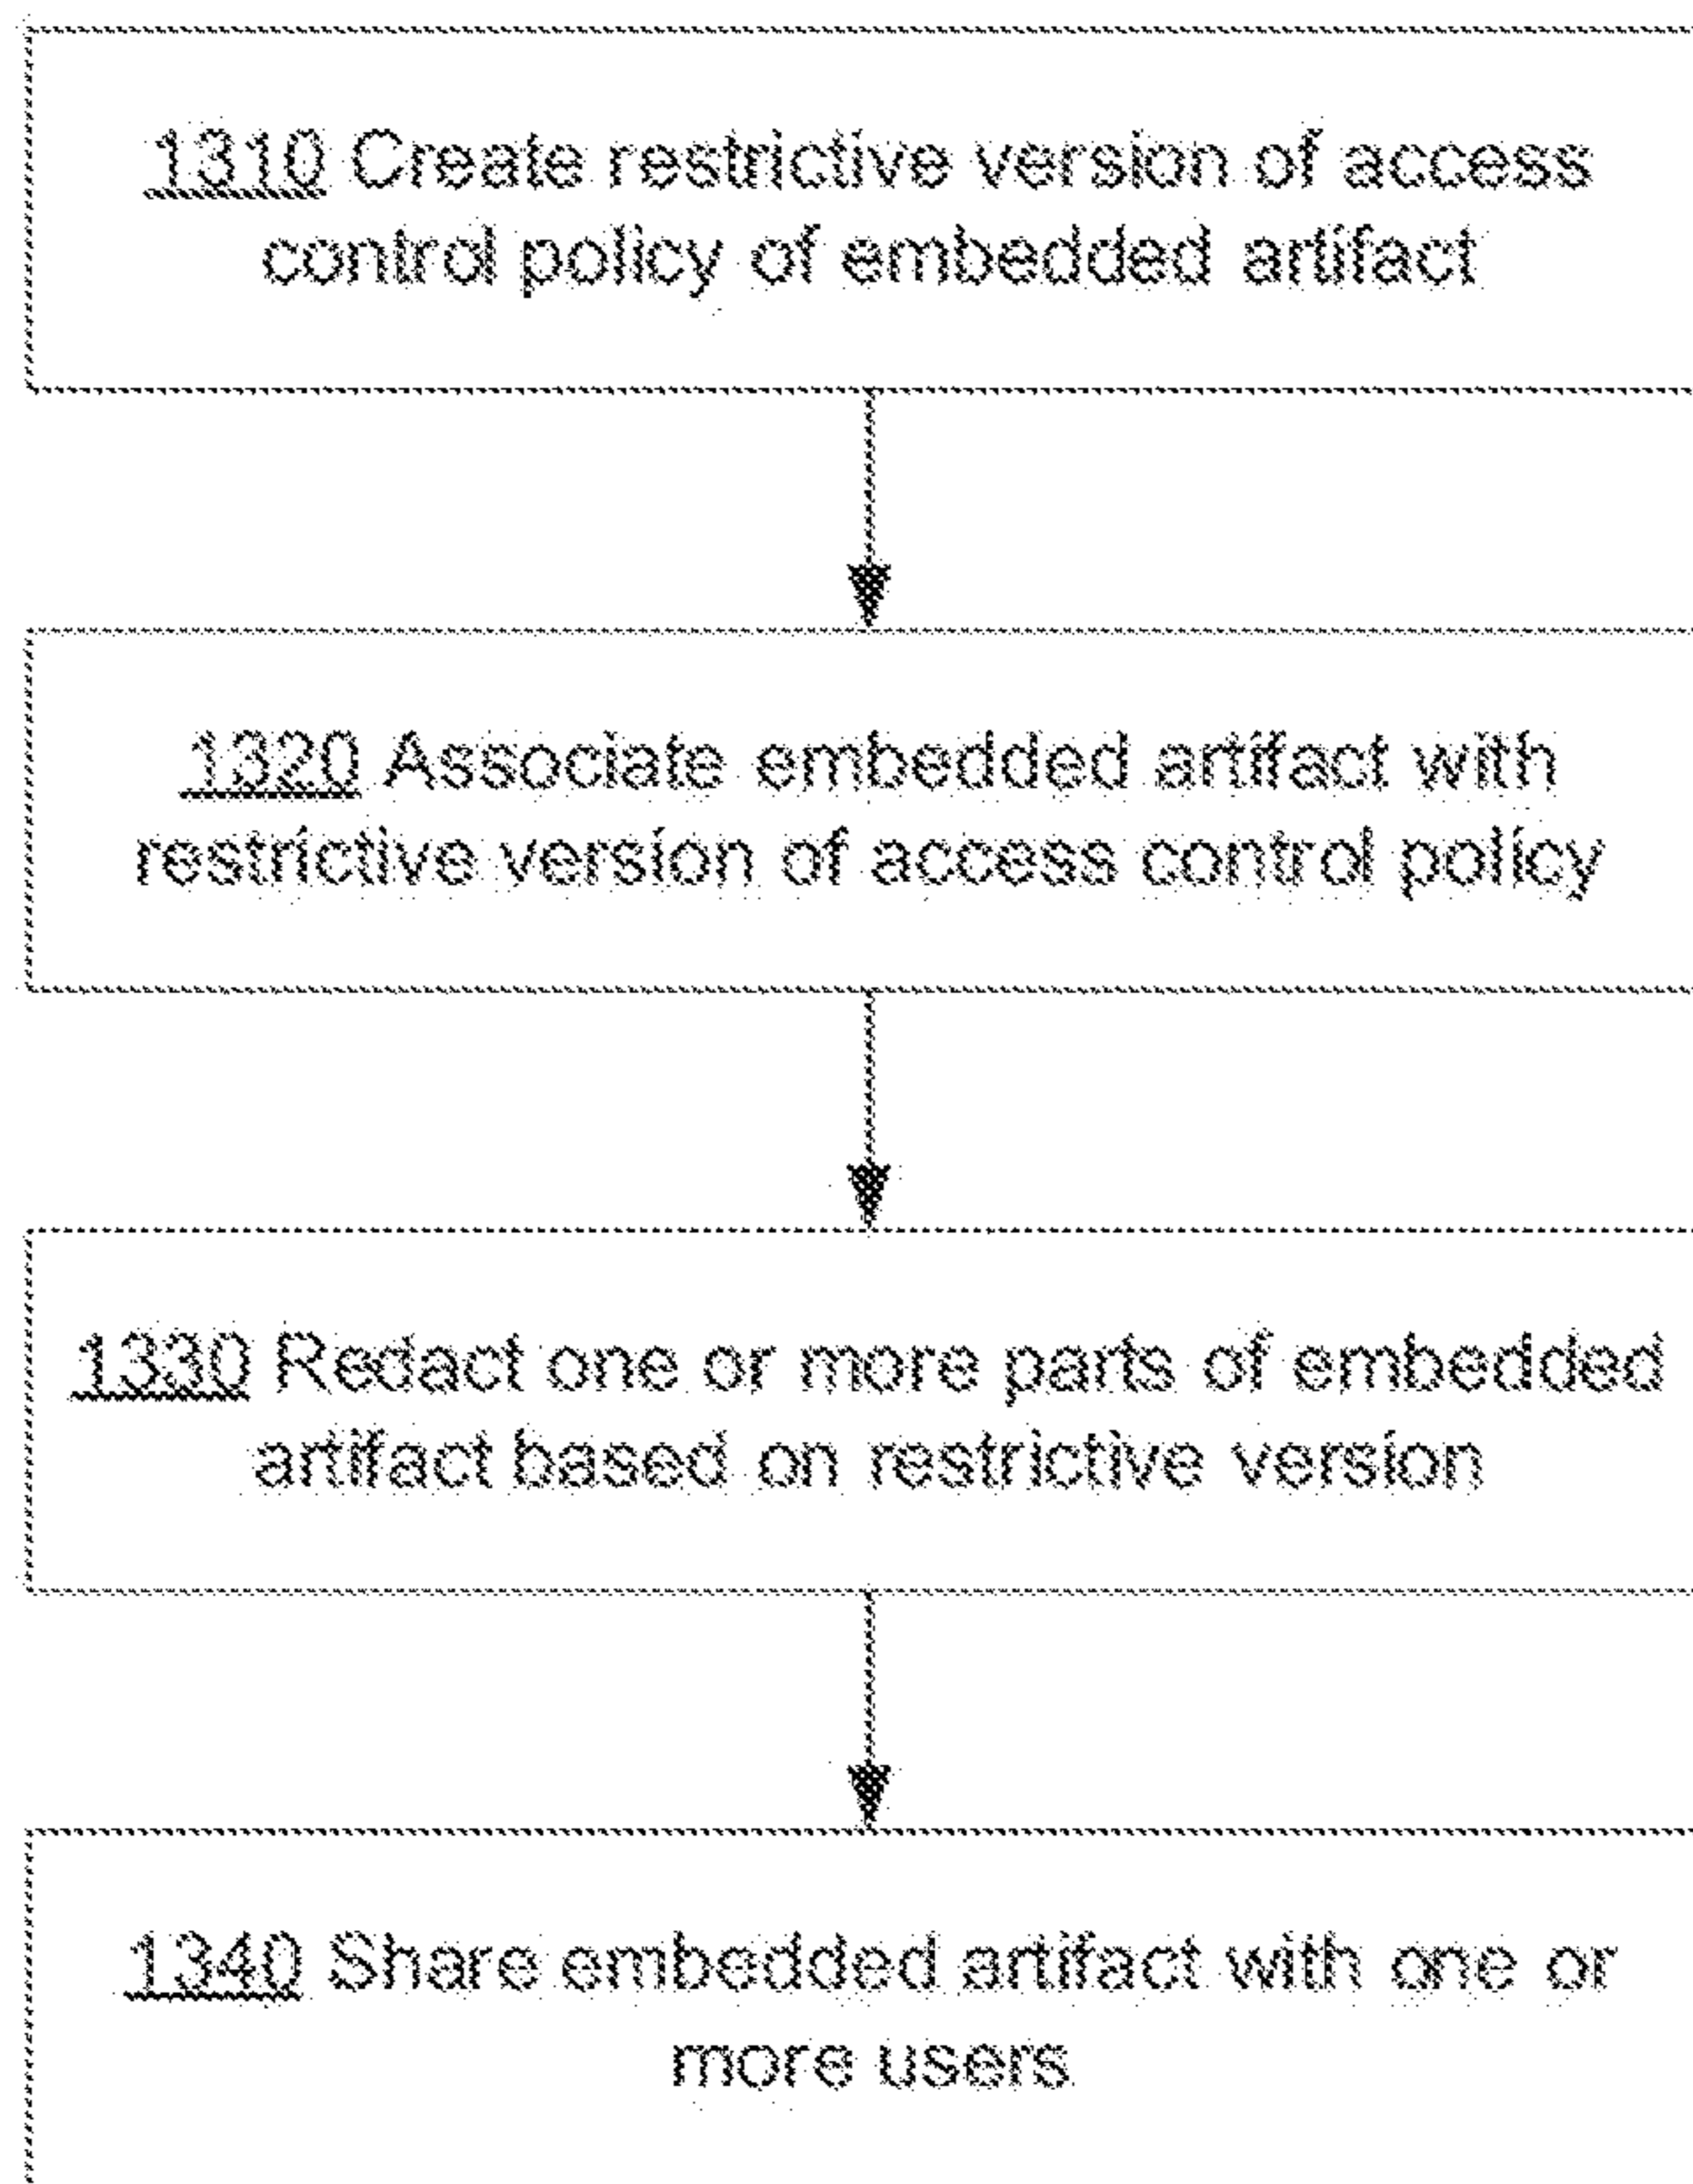 1310 Create restrictive version of access
control policy of embedded artifact
1320 Associate embedded artifact with
restrictive version of access control policy
1330 Redact one or more parts of embedded
artifact based on restrictive version
1340 Share embedded artifact with one or
more users